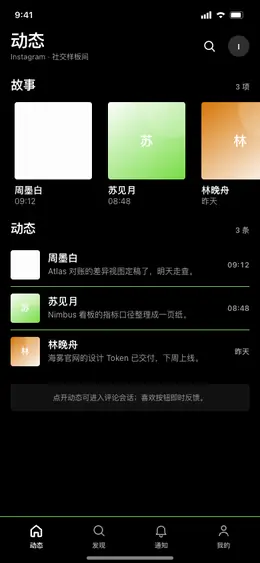 9:41
动态
Instagram · 社交样板间
I
故事
3 项
苏
林
周墨白
09:12
苏见月
08:48
林晚舟
昨天
动态
3 条
周墨白
Atlas 对账的差异视图定稿了，明天走查。
09:12
苏
苏见月
Nimbus 看板的指标口径整理成一页纸。
08:48
林
林晚舟
海雾官网的设计 Token 已交付，下周上线。
昨天
点开动态可进入评论会话；喜欢按钮即时反馈。
动态
发现
通知
我的